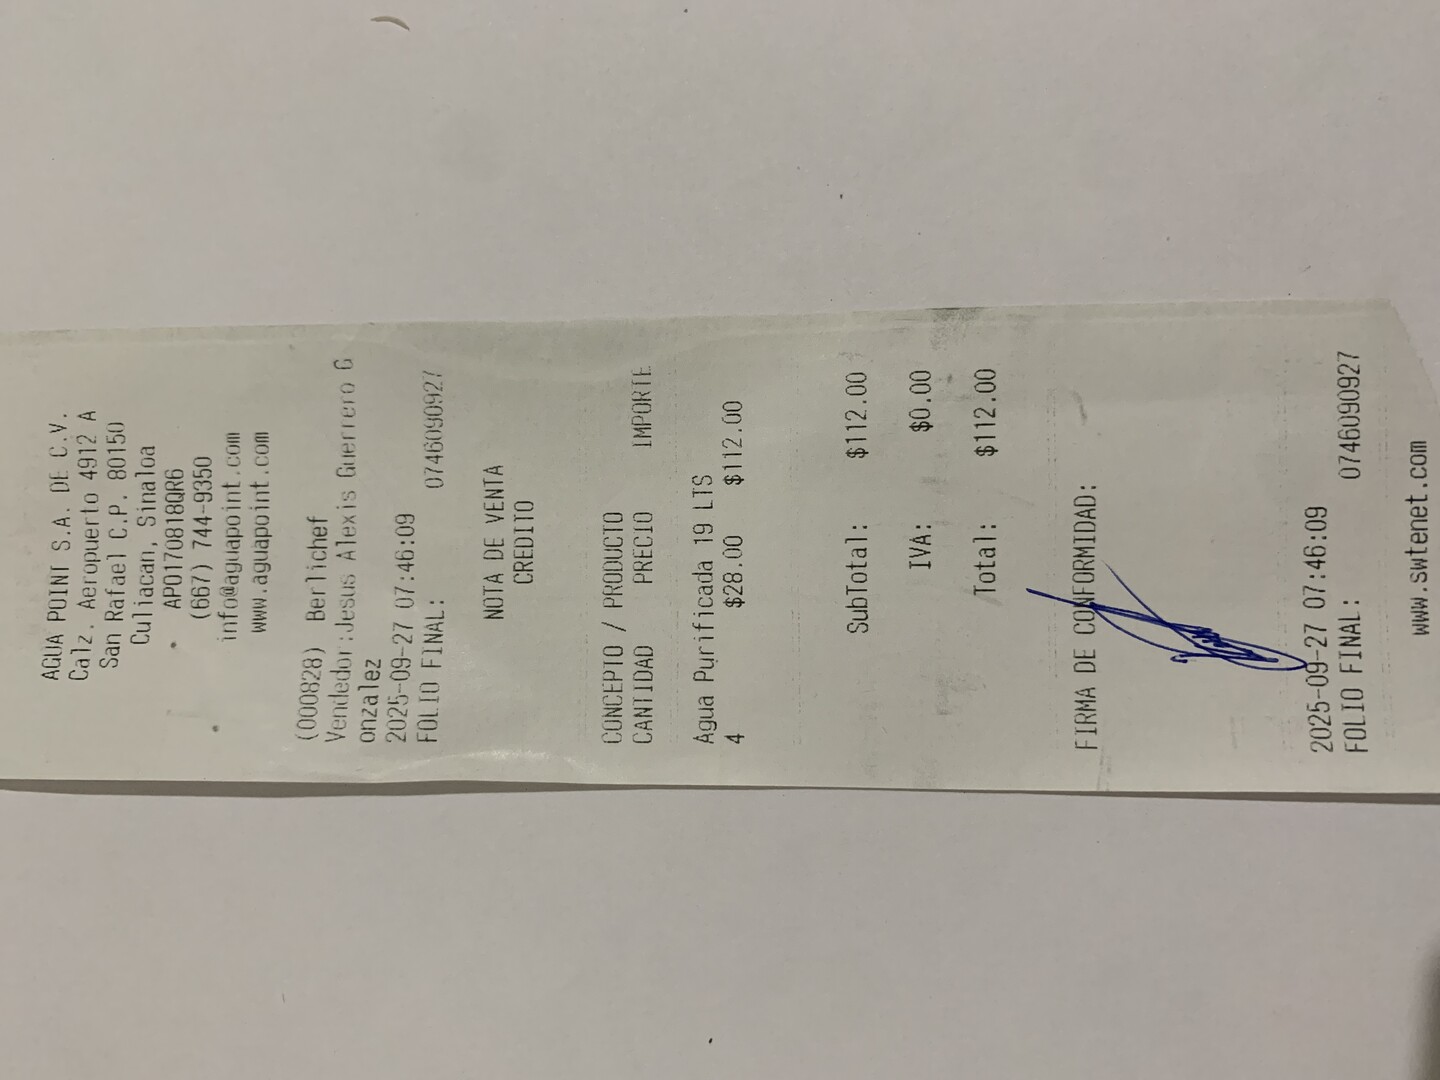 AGUA POINT S.A. DE C.V.
Calz. Aeropuerto 4912 A
San Rafael C.P. 80150
Culiacan, Sinaloa
APO170818QR6
(667) 744-9350
info@aguapoint.com
www.aguapoint.com
(000828) Berlichef
Vendedor:Jesus Alexis Guerrero G
onzalez
2025-09-27 07:46:09
FOLIO FINAL: 0746090927
NOTA DE VENTA
CREDITO
CONCEPTO / PRODUCTO
CANTIDAD PRECIO IMPORTE
Agua Purificada 19 LTS
4 $28.00 $112.00
SubTotal: $112.00
IVA: $0.00
Total: $112.00
FIRMA DE CONFORMIDAD:
2025-09-27 07:46:09
FOLIO FINAL: 0746090927
www.swtenet.com